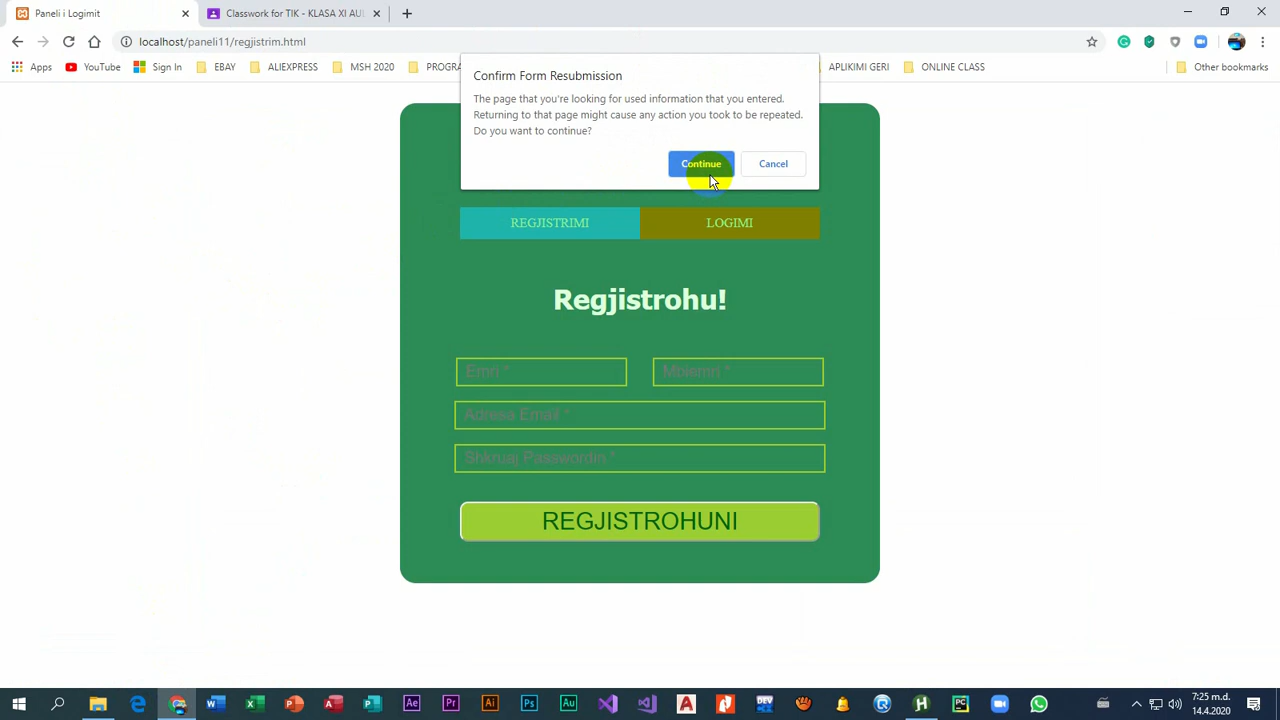 Paneli i Logimit
Classwork for TIK - KLASA XI AUL
localhost/paneli11/regjistrim.html
Apps YouTube Sign In EBAY ALIEXPRESS MSH 2020 PROGRA APLIKIMI GERI ONLINE CLASS Other bookmarks
Confirm Form Resubmission
The page that you're looking for used information that you entered.
Returning to that page might cause any action you took to be repeated.
Do you want to continue?
Continue Cancel
REGJISTRIMI LOGIMI
Regjistrohu!
Emri * Mbiemri *
Adresa Email *
Shkruaj Passwordin *
REGJISTROHUNI
7:25 m.d.
14.4.2020